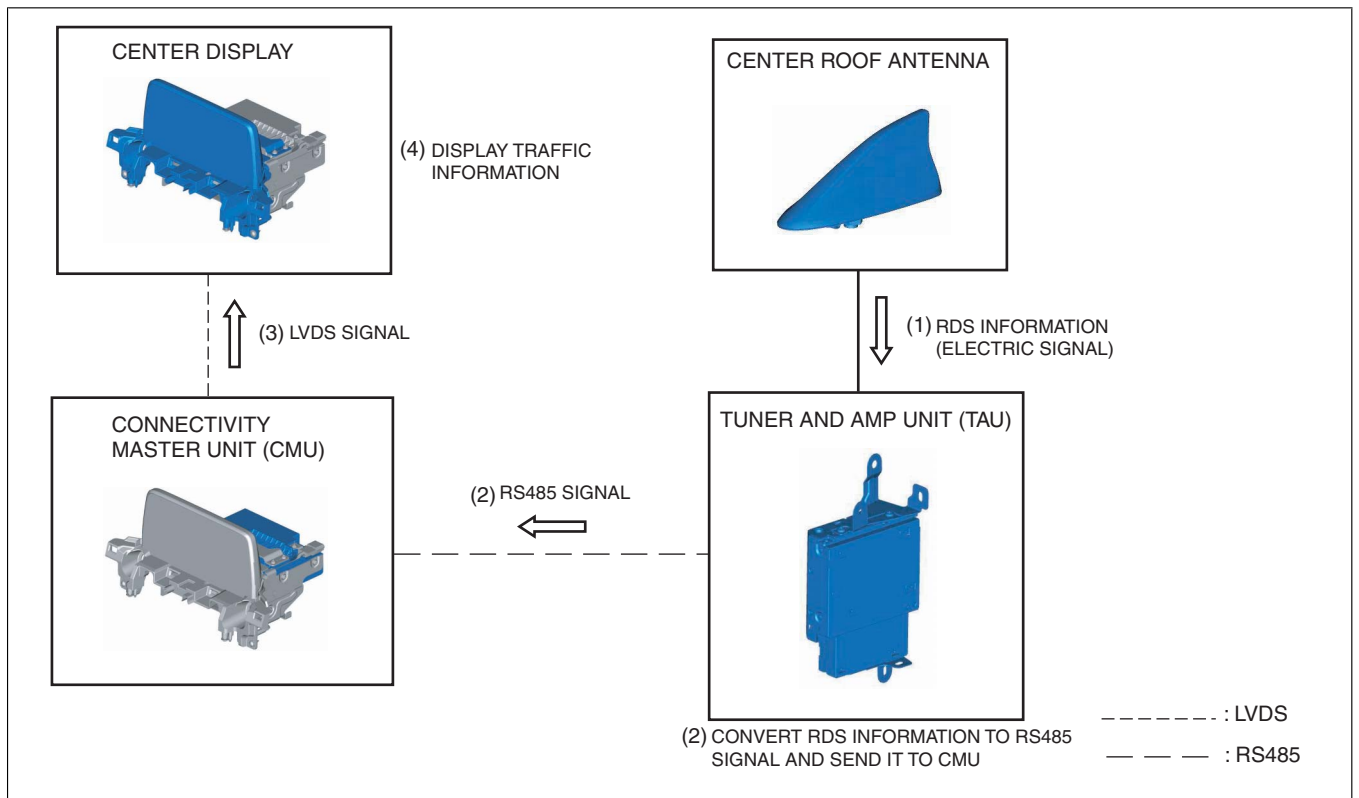 CENTER DISPLAY
(4) DISPLAY TRAFFIC
INFORMATION
CENTER ROOF ANTENNA
(3) LVDS SIGNAL
(1) RDS INFORMATION
(ELECTRIC SIGNAL)
CONNECTIVITY
MASTER UNIT (CMU)
(2) RS485 SIGNAL
TUNER AND AMP UNIT (TAU)
(2) CONVERT RDS INFORMATION TO RS485
SIGNAL AND SEND IT TO CMU
: LVDS
: RS485